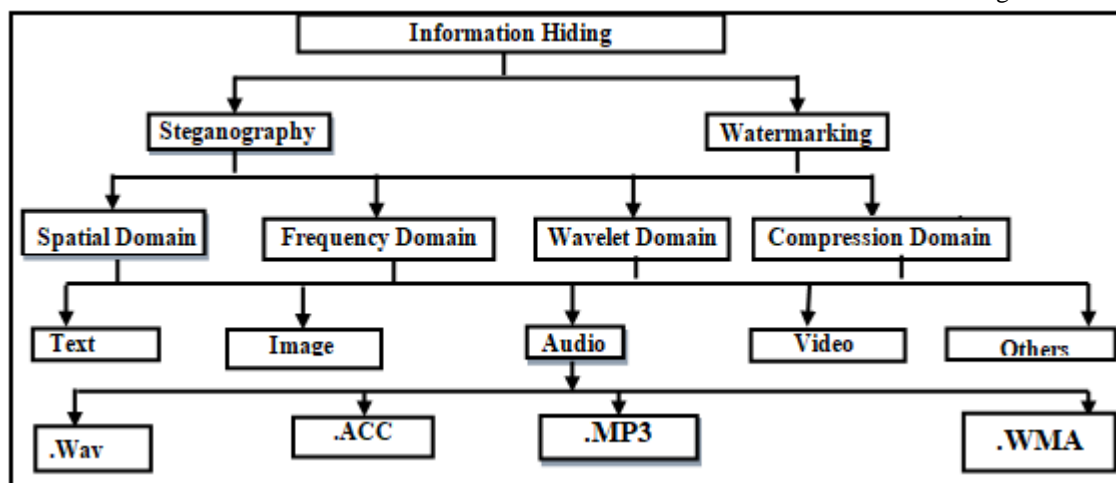 Information Hiding
Steganography
Watermarking
Spatial Domain
Frequency Domain
Wavelet Domain
Compression Domain
Text
Image
Audio
Video
Others
.Wav
.ACC
.MP3
.WMA